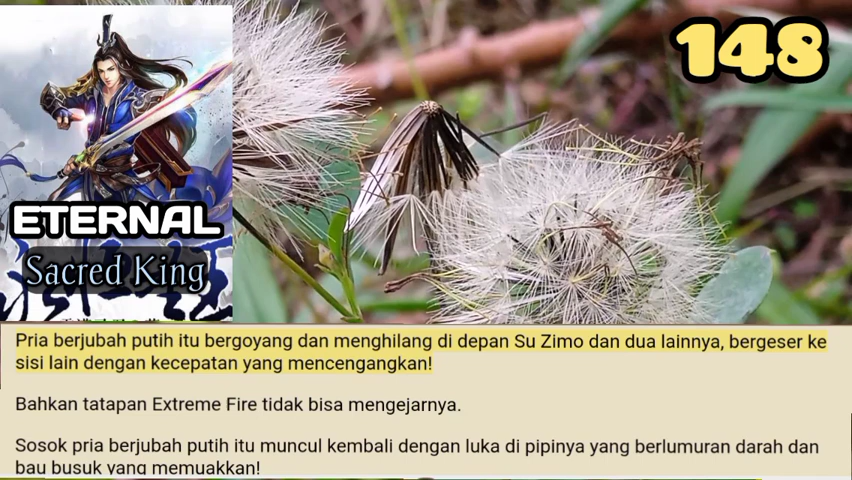 148
ETERNAL
Sacred King
Pria berjubah putih itu bergoyang dan menghilang di depan Su Zimo dan dua lainnya, bergeser ke
sisi lain dengan kecepatan yang mencengangkan!
Bahkan tatapan Extreme Fire tidak bisa mengejarnya.
Sosok pria berjubah putih itu muncul kembali dengan luka di pipinya yang berlumuran darah dan
bau busuk yang memuakkan!